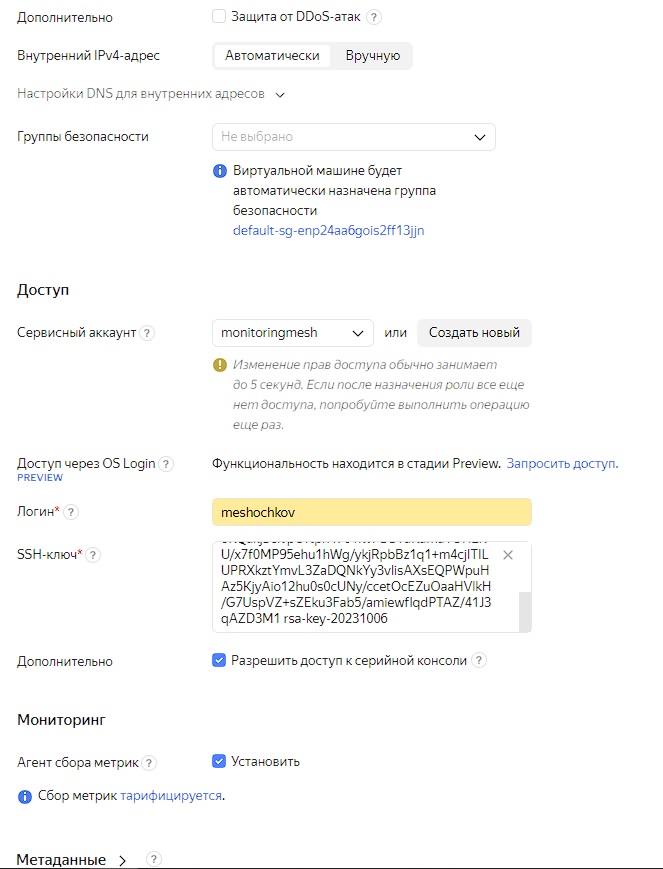 Дополнительно
Защита от DDoS-атак ?
Внутренний IPv4-адрес
Автоматически Вручную
Настройки DNS для внутренних адресов
Группы безопасности
Не выбрано
Виртуальной машине будет
автоматически назначена группа
безопасности
default-sg-enp24aa6gois2ff13jjn
Доступ
Сервисный аккаунт ?
monitoringmesh или Создать новый
Изменение прав доступа обычно занимает
до 5 секунд. Если после назначения роли все еще
нет доступа, попробуйте выполнить операцию
еще раз.
Доступ через OS Login ?
PREVIEW
Функциональность находится в стадии Preview. Запросить доступ.
Логин* ?
meshochkov
SSH-ключ* ?
U/x7f0MP95ehu1hWg/ykjRpbBz1q1+m4cjITIL
UPRXkztYmvL3ZaDQNkYy3vlisAXsEQPWpuH
Az5KjyAio12hu0s0cUNy/ccetOcEZuOaaHVlkH
/G7UspVZ+sZEku3Fab5/amiewflqdPTAZ/41J3
qAZD3M1 rsa-key-20231006
Дополнительно
Разрешить доступ к серийной консоли ?
Мониторинг
Агент сбора метрик ?
Установить
Сбор метрик тарифицируется.
Метаданные ?